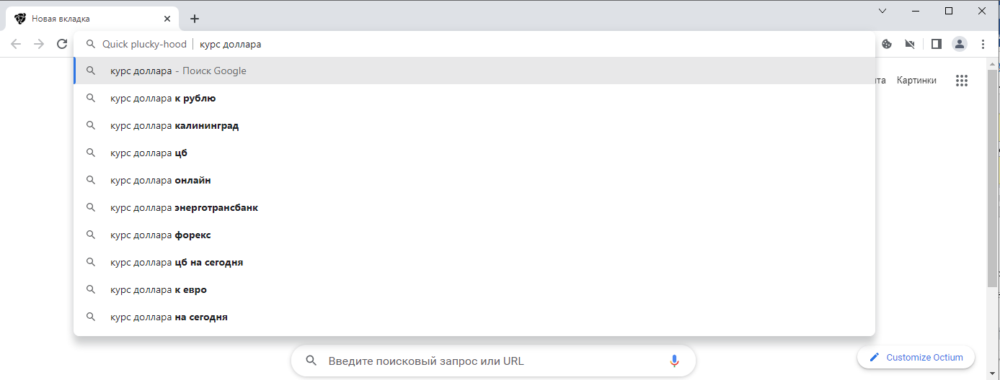 Новая вкладка
Quick plucky-hood курс доллара
курс доллара - Поиск Google
та Картинки
курс доллара к рублю
курс доллара калининград
курс доллара цб
курс доллара онлайн
курс доллара энерготрансбанк
курс доллара форекс
курс доллара цб на сегодня
курс доллара к евро
курс доллара на сегодня
Введите поисковый запрос или URL
Customize Octium